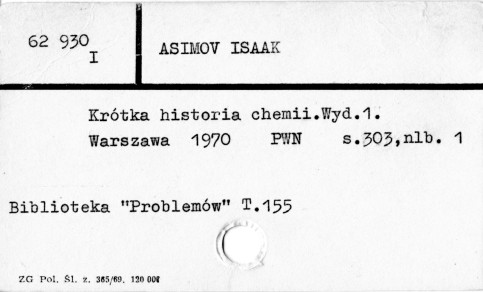 62 930
I
ASIMOV ISAAK
Krótka historia chemii.Wyd.1.
Warszawa 1970 PWN s.303,nlb. 1
Biblioteka "Problemów" T.155
ZG Pol. Śl. z. 365/69. 120 000